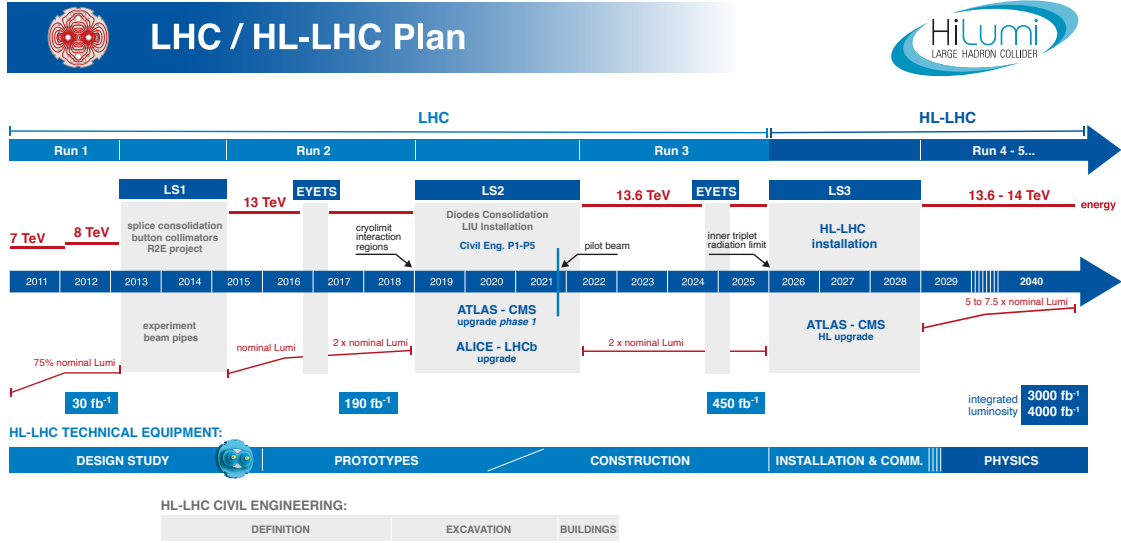 LHC / HL-LHC Plan
HiLumi
LARGE HADRON COLLIDER
LHC
HL-LHC
Run 1
Run 2
Run 3
Run 4 - 5...
LS1
EYETS
LS2
EYETS
LS3
13 TeV
13.6 TeV
13.6 - 14 TeV
energy
7 TeV
8 TeV
splice consolidation
button collimators
R2E project
cryolimit
interaction
regions
Diodes Consolidation
LIU Installation
Civil Eng. P1-P5
pilot beam
inner triplet
radiation limit
HL-LHC
installation
2011
2012
2013
2014
2015
2016
2017
2018
2019
2020
2021
2022
2023
2024
2025
2026
2027
2028
2029
2040
5 to 7.5 x nominal Lumi
experiment
beam pipes
ATLAS - CMS
upgrade phase 1
ALICE - LHCb
upgrade
ATLAS - CMS
HL upgrade
75% nominal Lumi
nominal Lumi
2 x nominal Lumi
2 x nominal Lumi
30 fb-1
190 fb-1
450 fb-1
integrated
luminosity
3000 fb-1
4000 fb-1
HL-LHC TECHNICAL EQUIPMENT:
DESIGN STUDY
PROTOTYPES
CONSTRUCTION
INSTALLATION & COMM.
PHYSICS
HL-LHC CIVIL ENGINEERING:
DEFINITION
EXCAVATION
BUILDINGS